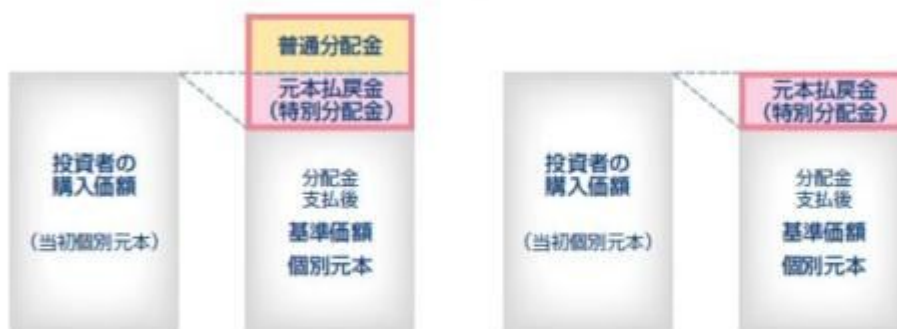 普通分配金
元本払戻金
(特別分配金)
投資者の
購入価額
(当初個別元本)
分配金
支払後
基準価額
個別元本
元本払戻金
(特別分配金)
投資者の
購入価額
(当初個別元本)
分配金
支払後
基準価額
個別元本